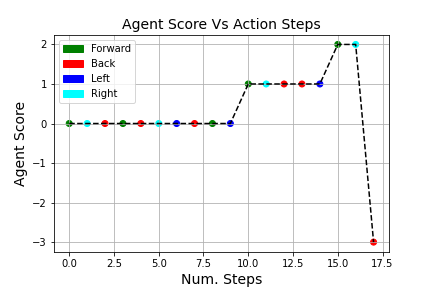 Agent Score Vs Action Steps
Forward
Back
Left
Right
2
1
0
−1
−2
−3
Agent Score
0.0 2.5 5.0 7.5 10.0 12.5 15.0 17.5
Num. Steps